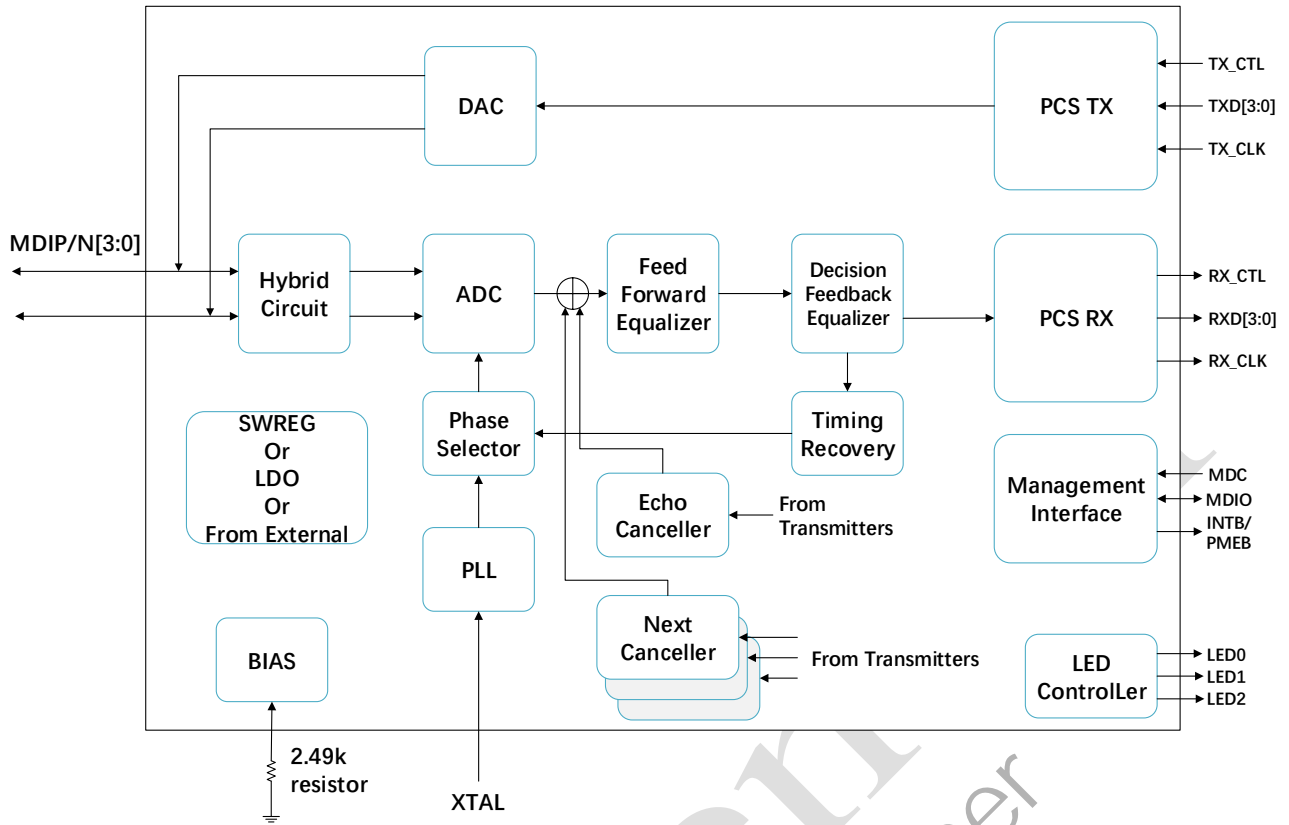 TX_CTL
DAC
PCS TX
TXD[3:0]
TX_CLK
MDIP/N[3:0]
Hybrid
Circuit
ADC
Feed
Forward
Equalizer
Decision
Feedback
Equalizer
PCS RX
RX_CTL
RXD[3:0]
RX_CLK
SWREG
Or
LDO
Or
From External
Phase
Selector
Timing
Recovery
Echo
Canceller
From
Transmitters
Management
Interface
MDC
MDIO
INTB/
PMEB
PLL
BIAS
Next
Canceller
From Transmitters
LED
ControlLer
LED0
LED1
LED2
2.49k
resistor
XTAL